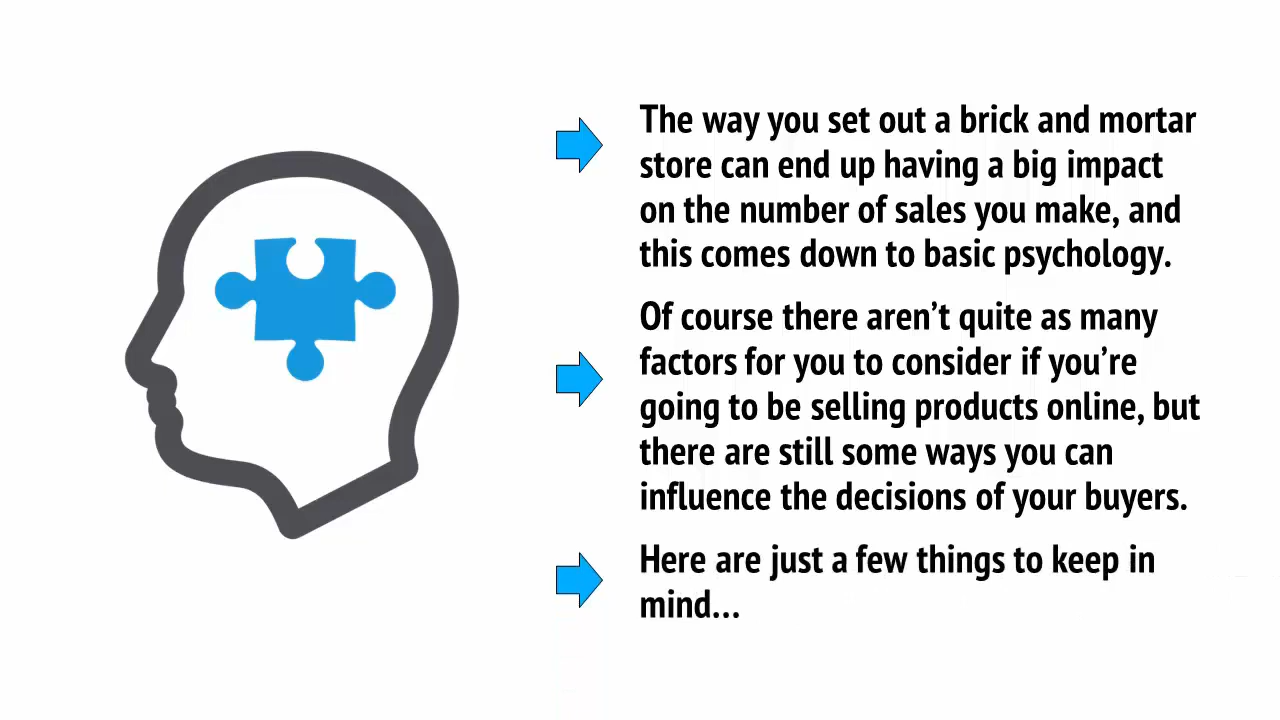 The way you set out a brick and mortar
store can end up having a big impact
on the number of sales you make, and
this comes down to basic psychology.
Of course there aren’t quite as many
factors for you to consider if you’re
going to be selling products online, but
there are still some ways you can
influence the decisions of your buyers.
Here are just a few things to keep in
mind…